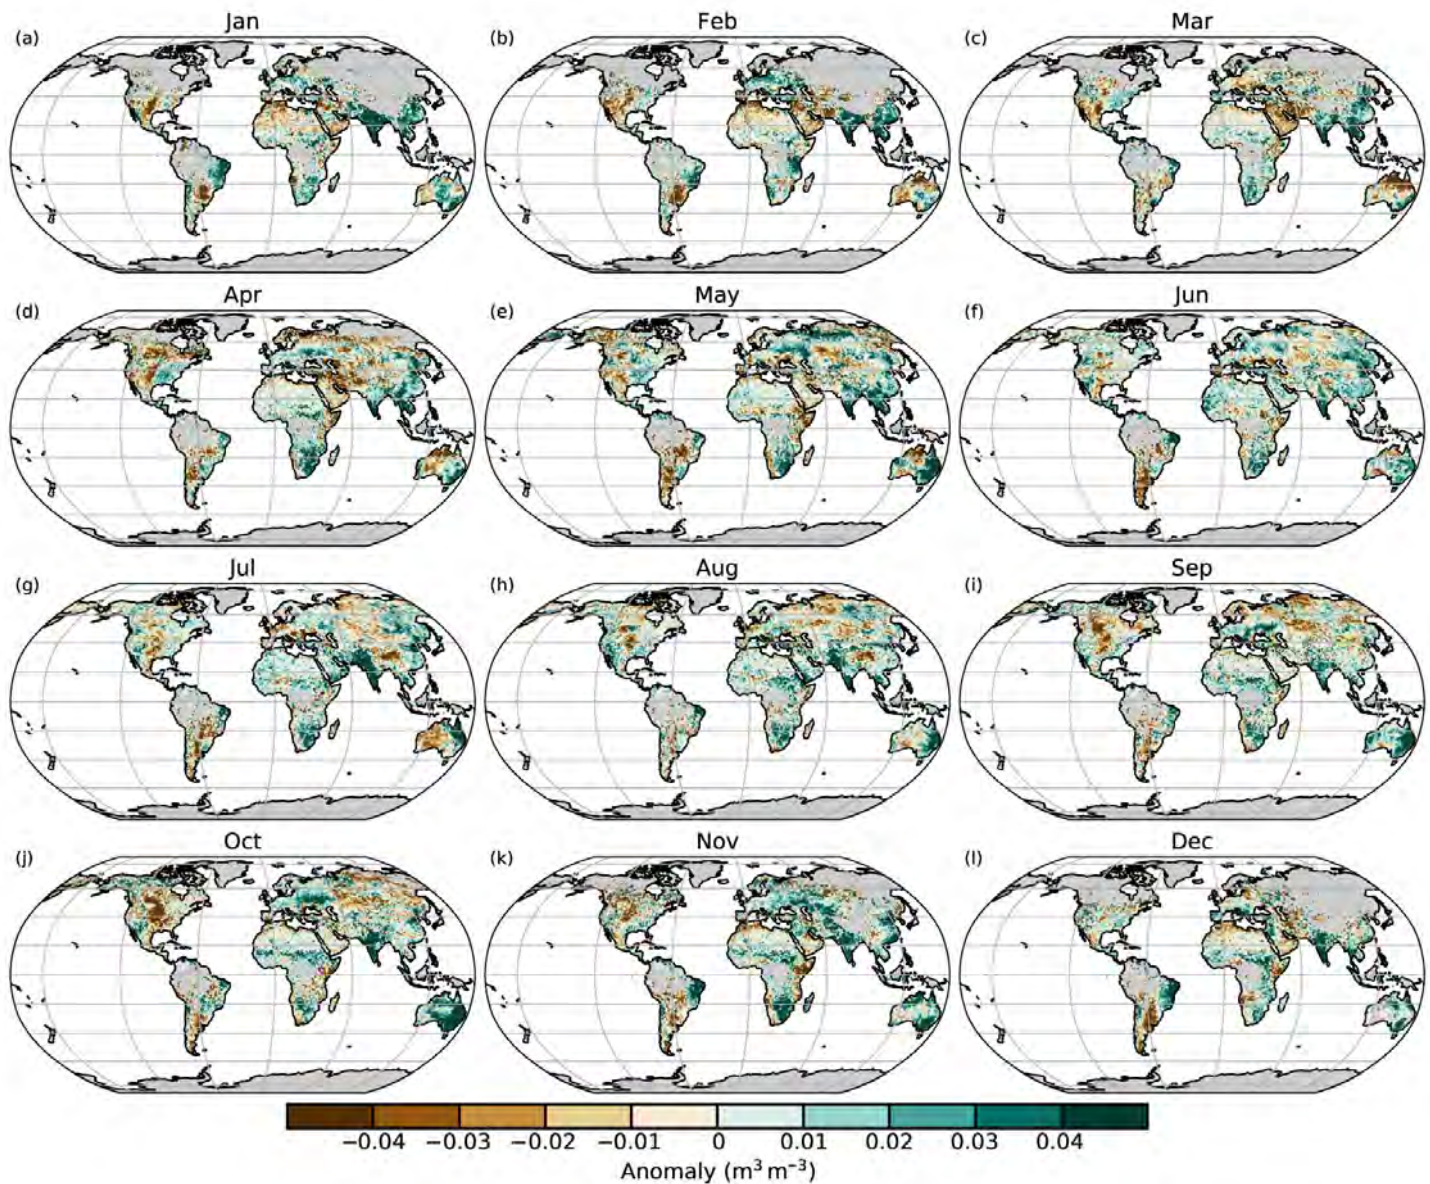 Jan
Feb
Mar
(a)
(b)
(c)
Apr
May
Jun
(d)
(e)
(f)
Jul
Aug
Sep
(g)
(h)
(i)
Oct
Nov
Dec
(j)
(k)
(l)
−0.04 −0.03 −0.02 −0.01 0 0.01 0.02 0.03 0.04
Anomaly (m³ m⁻³)